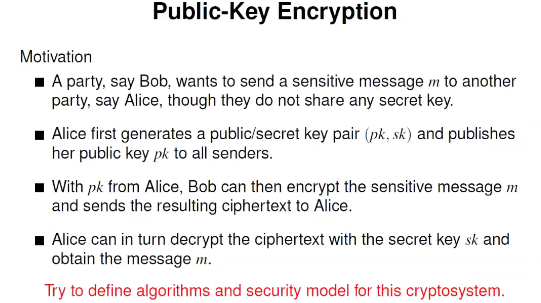 Public-Key Encryption
Motivation
■ A party, say Bob, wants to send a sensitive message m to another
party, say Alice, though they do not share any secret key.
■ Alice first generates a public/secret key pair (pk, sk) and publishes
her public key pk to all senders.
■ With pk from Alice, Bob can then encrypt the sensitive message m
and sends the resulting ciphertext to Alice.
■ Alice can in turn decrypt the ciphertext with the secret key sk and
obtain the message m.
Try to define algorithms and security model for this cryptosystem.